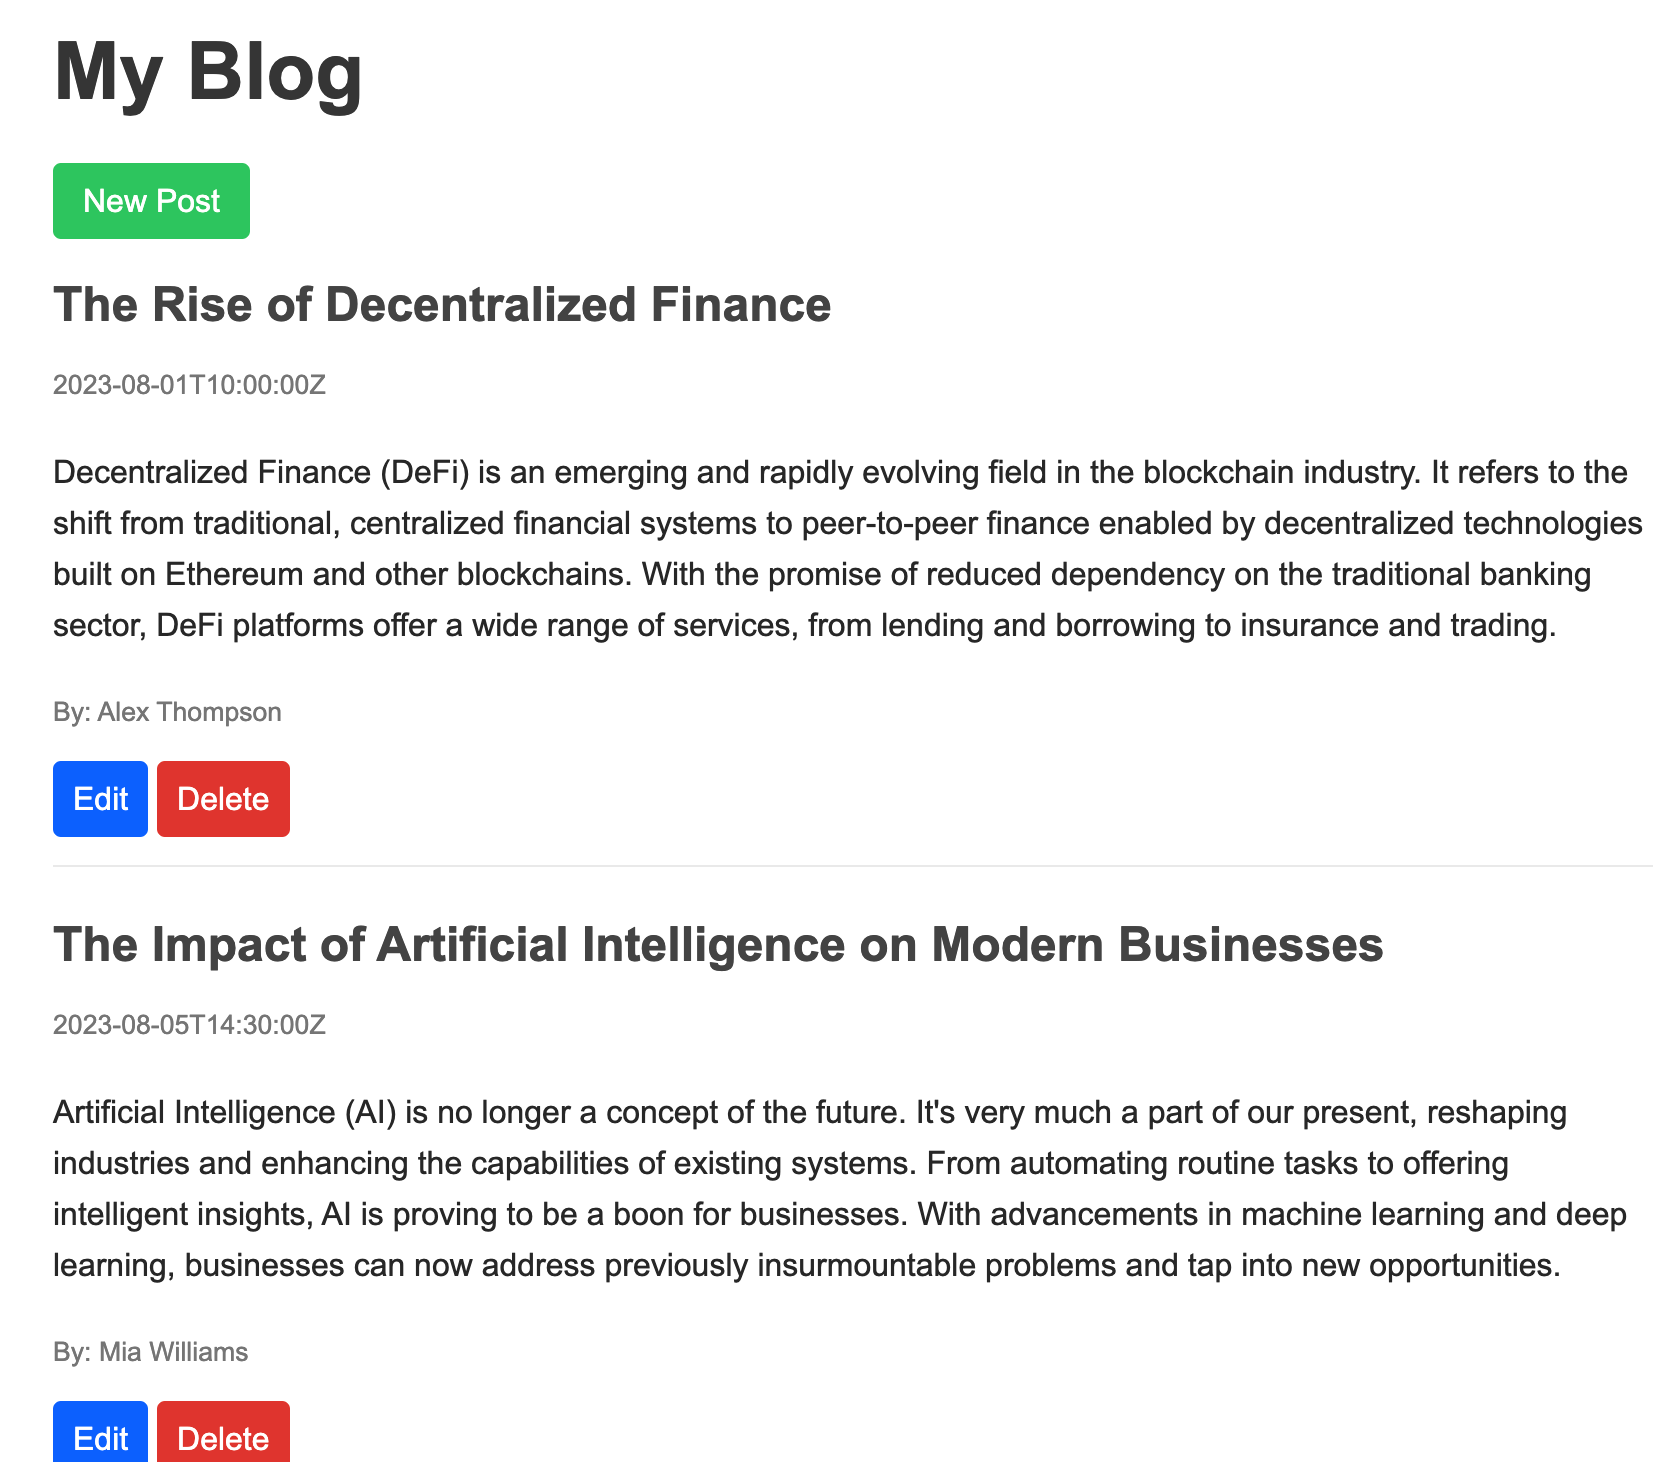 My Blog
New Post
The Rise of Decentralized Finance
2023-08-01T10:00:00Z
Decentralized Finance (DeFi) is an emerging and rapidly evolving field in the blockchain industry. It refers to the
shift from traditional, centralized financial systems to peer-to-peer finance enabled by decentralized technologies
built on Ethereum and other blockchains. With the promise of reduced dependency on the traditional banking
sector, DeFi platforms offer a wide range of services, from lending and borrowing to insurance and trading.
By: Alex Thompson
Edit Delete
The Impact of Artificial Intelligence on Modern Businesses
2023-08-05T14:30:00Z
Artificial Intelligence (AI) is no longer a concept of the future. It's very much a part of our present, reshaping
industries and enhancing the capabilities of existing systems. From automating routine tasks to offering
intelligent insights, AI is proving to be a boon for businesses. With advancements in machine learning and deep
learning, businesses can now address previously insurmountable problems and tap into new opportunities.
By: Mia Williams
Edit Delete